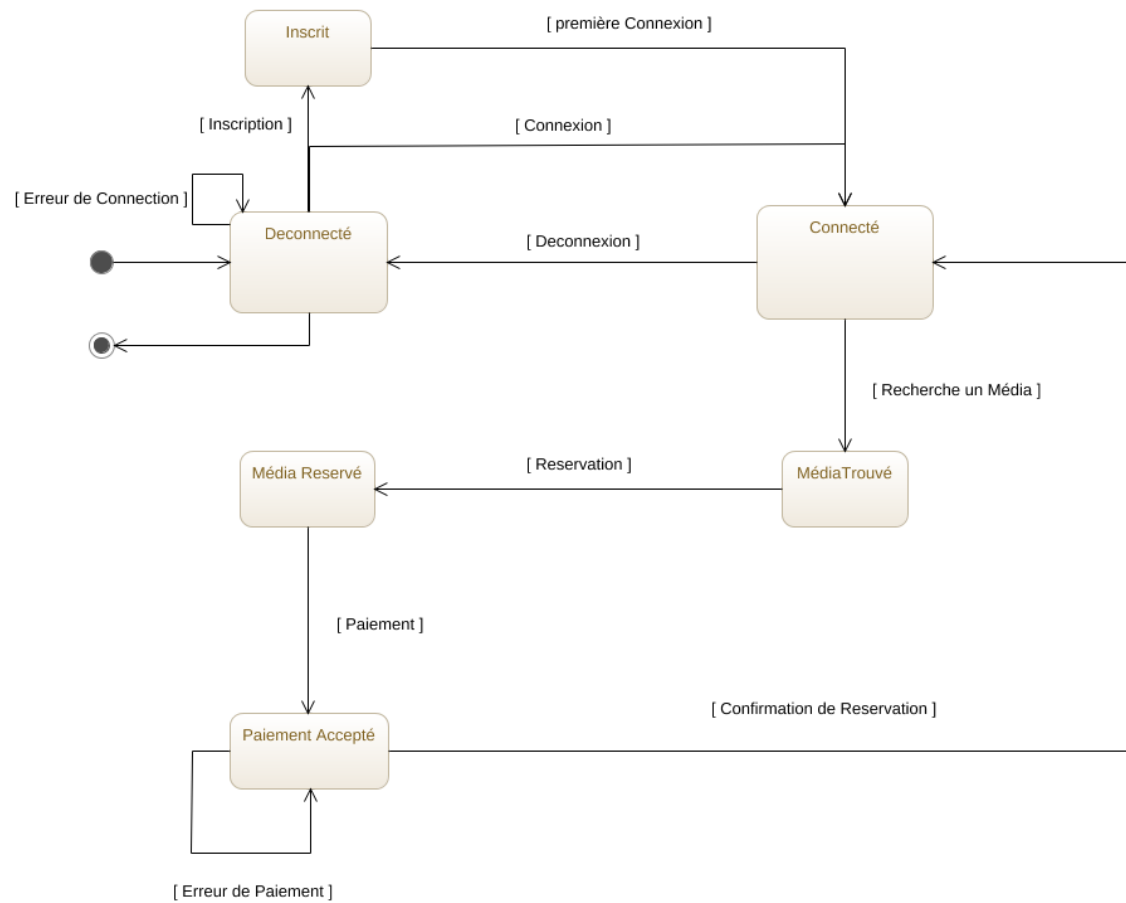 [ première Connexion ]
Inscrit
[ Inscription ]
[ Connexion ]
[ Erreur de Connection ]
Deconnecté
[ Deconnexion ]
Connecté
[ Recherche un Média ]
Média Reservé
[ Reservation ]
MédiaTrouvé
[ Paiement ]
[ Confirmation de Reservation ]
Paiement Accepté
[ Erreur de Paiement ]